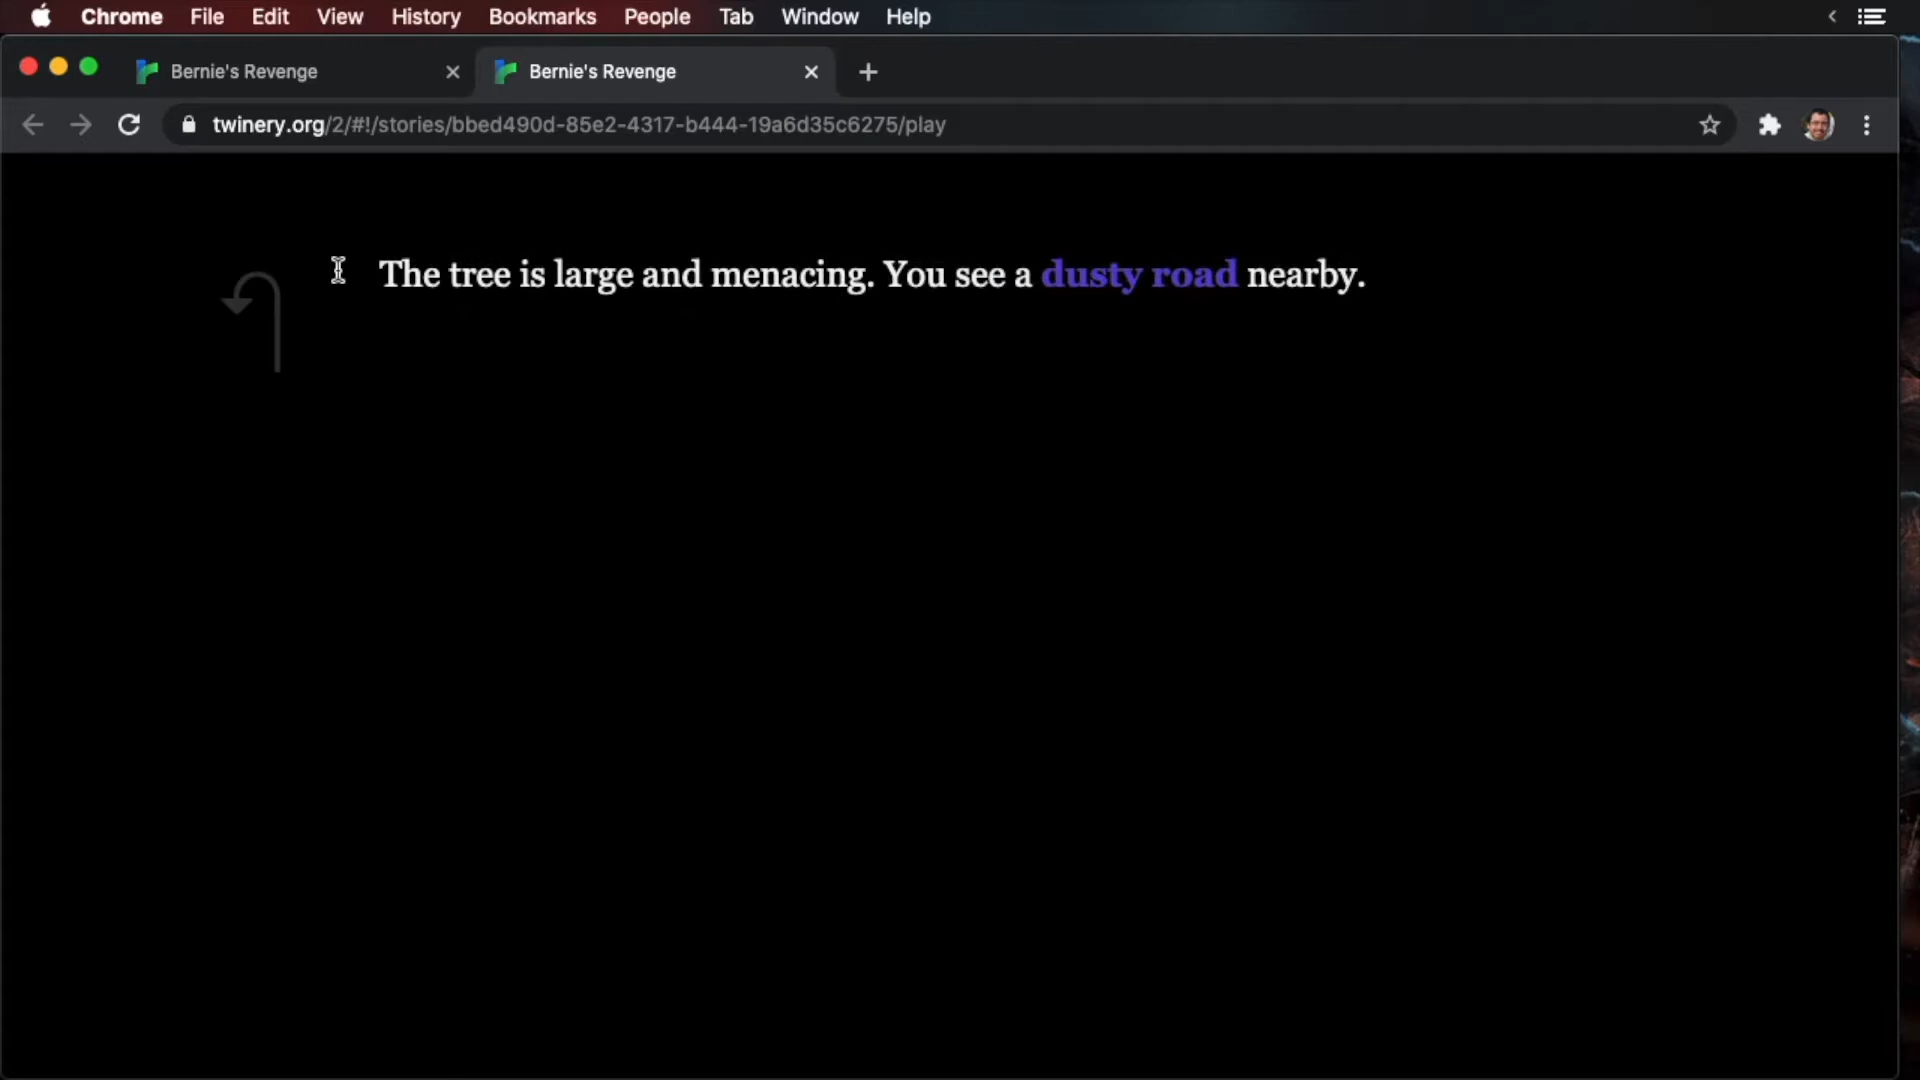 Chrome File Edit View History Bookmarks People Tab Window Help
Bernie's Revenge
Bernie's Revenge
twinery.org/2/#!/stories/bbed490d-85e2-4317-b444-19a6d35c6275/play
The tree is large and menacing. You see a dusty road nearby.